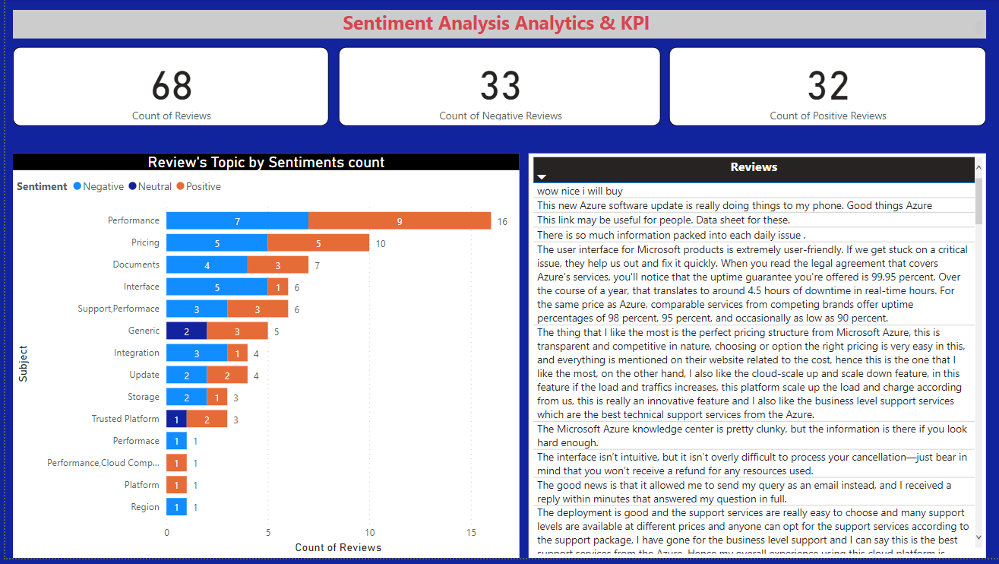 Sentiment Analysis Analytics & KPI
68
Count of Reviews
33
Count of Negative Reviews
32
Count of Positive Reviews
Review's Topic by Sentiments count
Sentiment Negative Neutral Positive
Subject
Performance 7 9 16
Pricing 5 5 10
Documents 4 3 7
Interface 5 1 6
Support,Performace 3 3 6
Generic 2 3 5
Integration 3 1 4
Update 2 2 4
Storage 2 1 3
Trusted Platform 1 2 3
Performace 1 1
Performance,Cloud Comp... 1 1
Platform 1 1
Region 1 1
0 5 10 15
Count of Reviews
Reviews
wow nice i will buy
This new Azure software update is really doing things to my phone. Good things Azure
This link may be useful for people. Data sheet for these.
There is so much information packed into each daily issue .
The user interface for Microsoft products is extremely user-friendly. If we get stuck on a critical
issue, they help us out and fix it quickly. When you read the legal agreement that covers
Azure's services, you'll notice that the uptime guarantee you're offered is 99.95 percent. Over
the course of a year, that translates to around 4.5 hours of downtime in real-time hours. For
the same price as Azure, comparable services from competing brands offer uptime
percentages of 98 percent, 95 percent, and occasionally as low as 90 percent.
The thing that I like the most is the perfect pricing structure from Microsoft Azure, this is
transparent and competitive in nature, choosing or option the right pricing is very easy in this,
and everything is mentioned on their website related to the cost, hence this is the one that I
like the most, on the other hand, I also like the cloud-scale up and scale down feature, in this
feature if the load and traffics increases, this platform scale up the load and charge according
from us, this is really an innovative feature and I also like the business level support services
which are the best technical support services from the Azure.
The Microsoft Azure knowledge center is pretty clunky, but the information is there if you look
hard enough.
The interface isn't intuitive, but it isn't overly difficult to process your cancellation—just bear in
mind that you won't receive a refund for any resources used.
The good news is that it allowed me to send my query as an email instead, and I received a
reply within minutes that answered my question in full.
The deployment is good and the support services are really easy to choose and many support
levels are available at different prices and anyone can opt for the support services according to
the support package, I have gone for the business level support and I can say this is the best
support services from the Azure. Hence my overall experience using this cloud platform is